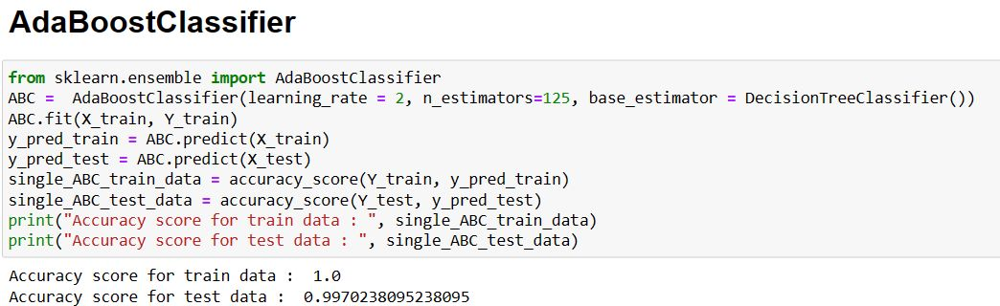 AdaBoostClassifier
from sklearn.ensemble import AdaBoostClassifier
ABC =  AdaBoostClassifier(learning_rate = 2, n_estimators=125, base_estimator = DecisionTreeClassifier())
ABC.fit(X_train, Y_train)
y_pred_train = ABC.predict(X_train)
y_pred_test = ABC.predict(X_test)
single_ABC_train_data = accuracy_score(Y_train, y_pred_train)
single_ABC_test_data = accuracy_score(Y_test, y_pred_test)
print("Accuracy score for train data : ", single_ABC_train_data)
print("Accuracy score for test data : ", single_ABC_test_data)
Accuracy score for train data :  1.0
Accuracy score for test data :  0.9970238095238095